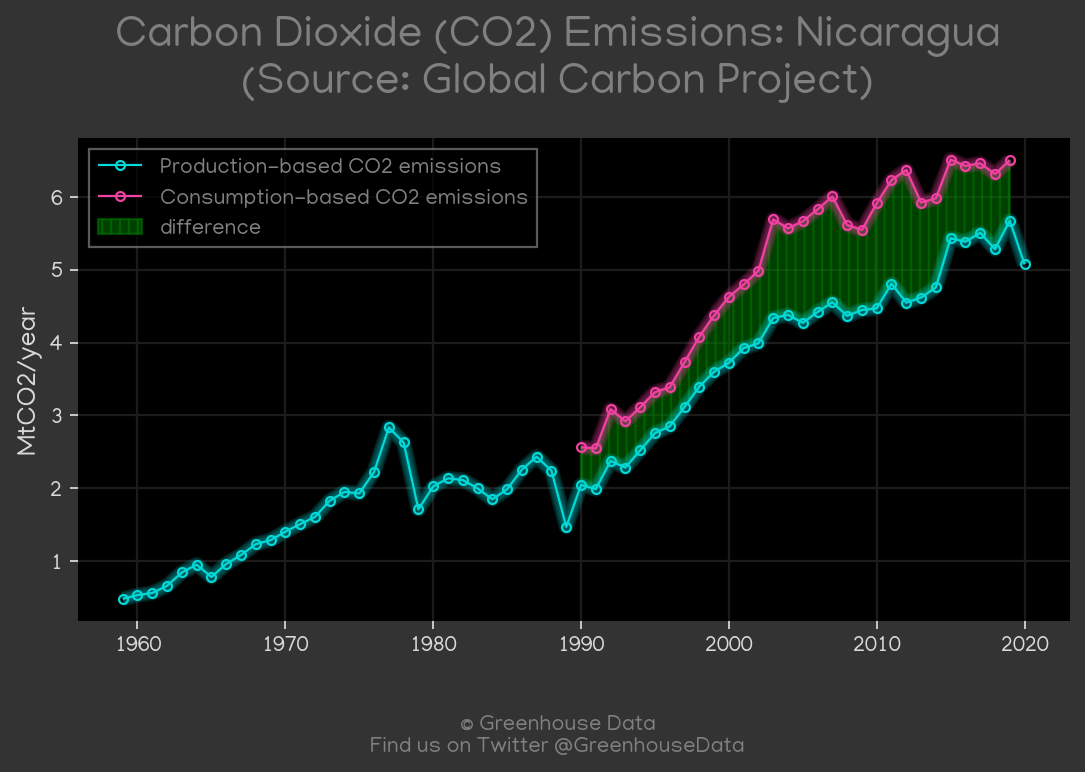 Carbon Dioxide (CO2) Emissions: Nicaragua
(Source: Global Carbon Project)
Production-based CO2 emissions
Consumption-based CO2 emissions
difference
MtCO2/year
6
5
4
3
2
1
1960 1970 1980 1990 2000 2010 2020
© Greenhouse Data
Find us on Twitter @GreenhouseData